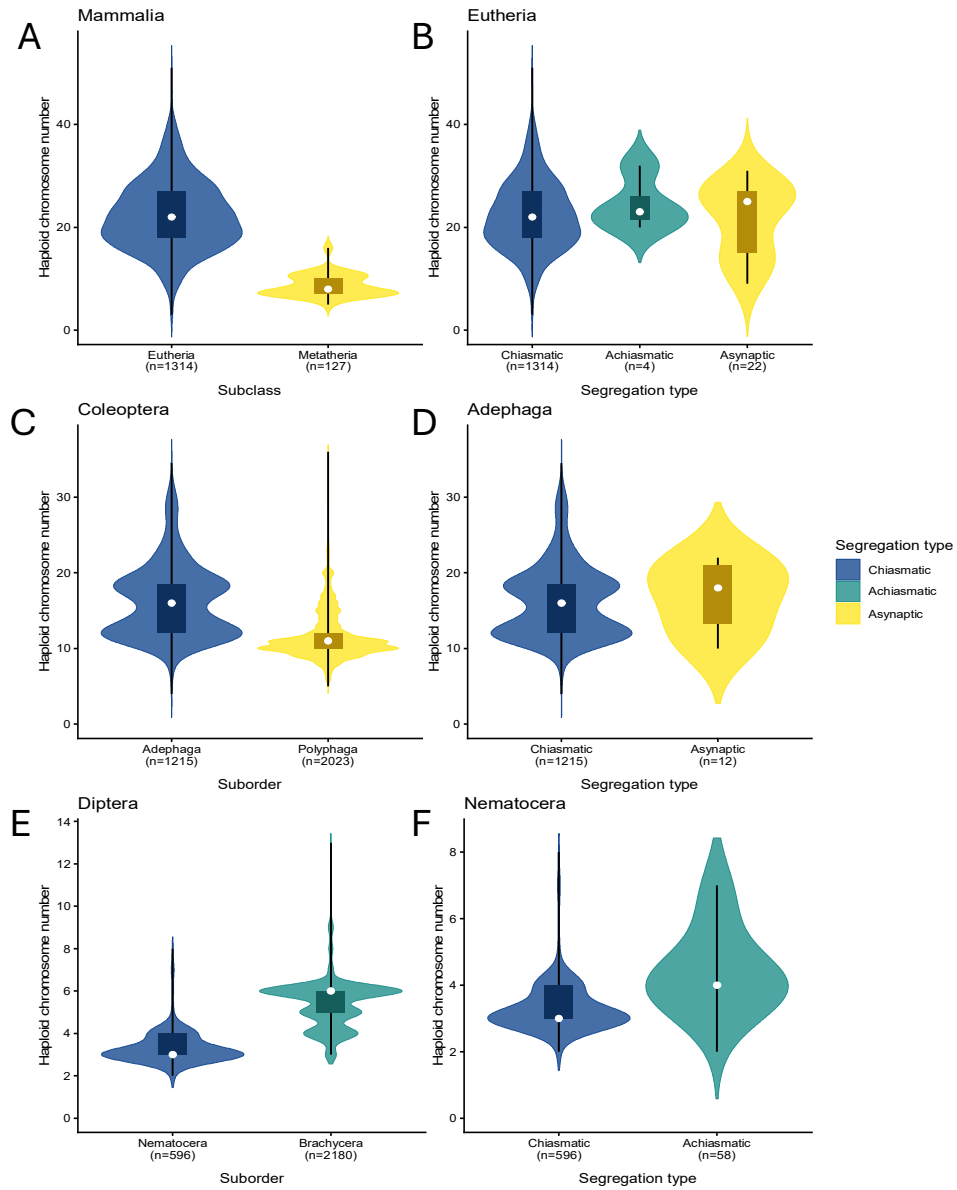 A
Mammalia
Haploid chromosome number
40
20
0
Eutheria
(n=1314)
Metatheria
(n=127)
Subclass
B
Eutheria
Haploid chromosome number
40
20
0
Chiasmatic
(n=1314)
Achiasmatic
(n=4)
Asynaptic
(n=22)
Segregation type
C
Coleoptera
Haploid chromosome number
30
20
10
0
Adephaga
(n=1215)
Polyphaga
(n=2023)
Suborder
D
Adephaga
Haploid chromosome number
30
20
10
0
Chiasmatic
(n=1215)
Asynaptic
(n=12)
Segregation type
Segregation type
Chiasmatic
Achiasmatic
Asynaptic
E
Diptera
Haploid chromosome number
14
12
10
8
6
4
2
0
Nematocera
(n=596)
Brachycera
(n=2180)
Suborder
F
Nematocera
Haploid chromosome number
8
6
4
2
0
Chiasmatic
(n=596)
Achiasmatic
(n=58)
Segregation type